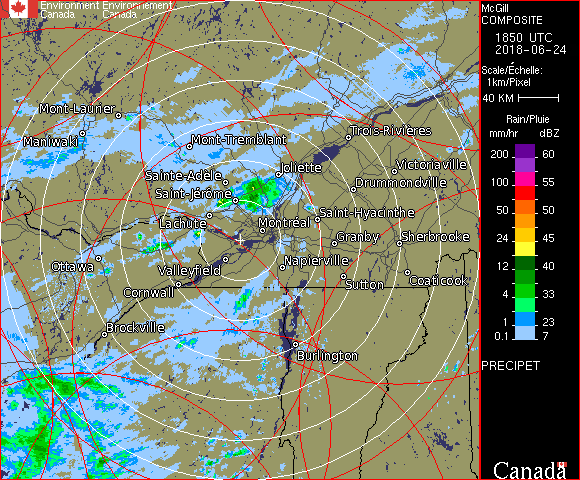 Environment Environnement
Canada Canada
McGill
COMPOSITE
1850 UTC
2018-06-24
Scale/Échelle:
1km/Pixel
40 KM
Rain/Pluie
mm/hr dBZ
200 60
100 55
50 50
24 45
12 40
4 33
1 23
0.1 7
PRECIPET
Canada
Mont-Laurier
Maniwaki
Mont-Tremblant
Trois-Rivières
Joliette
Victoriaville
Sainte-Adèle
Drummondville
Saint-Jérôme
Saint-Hyacinthe
Lachute
Montréal
Granby
Sherbrooke
Ottawa
Valleyfield
Napierville
Coaticook
Sutton
Cornwall
Brockville
Burlington